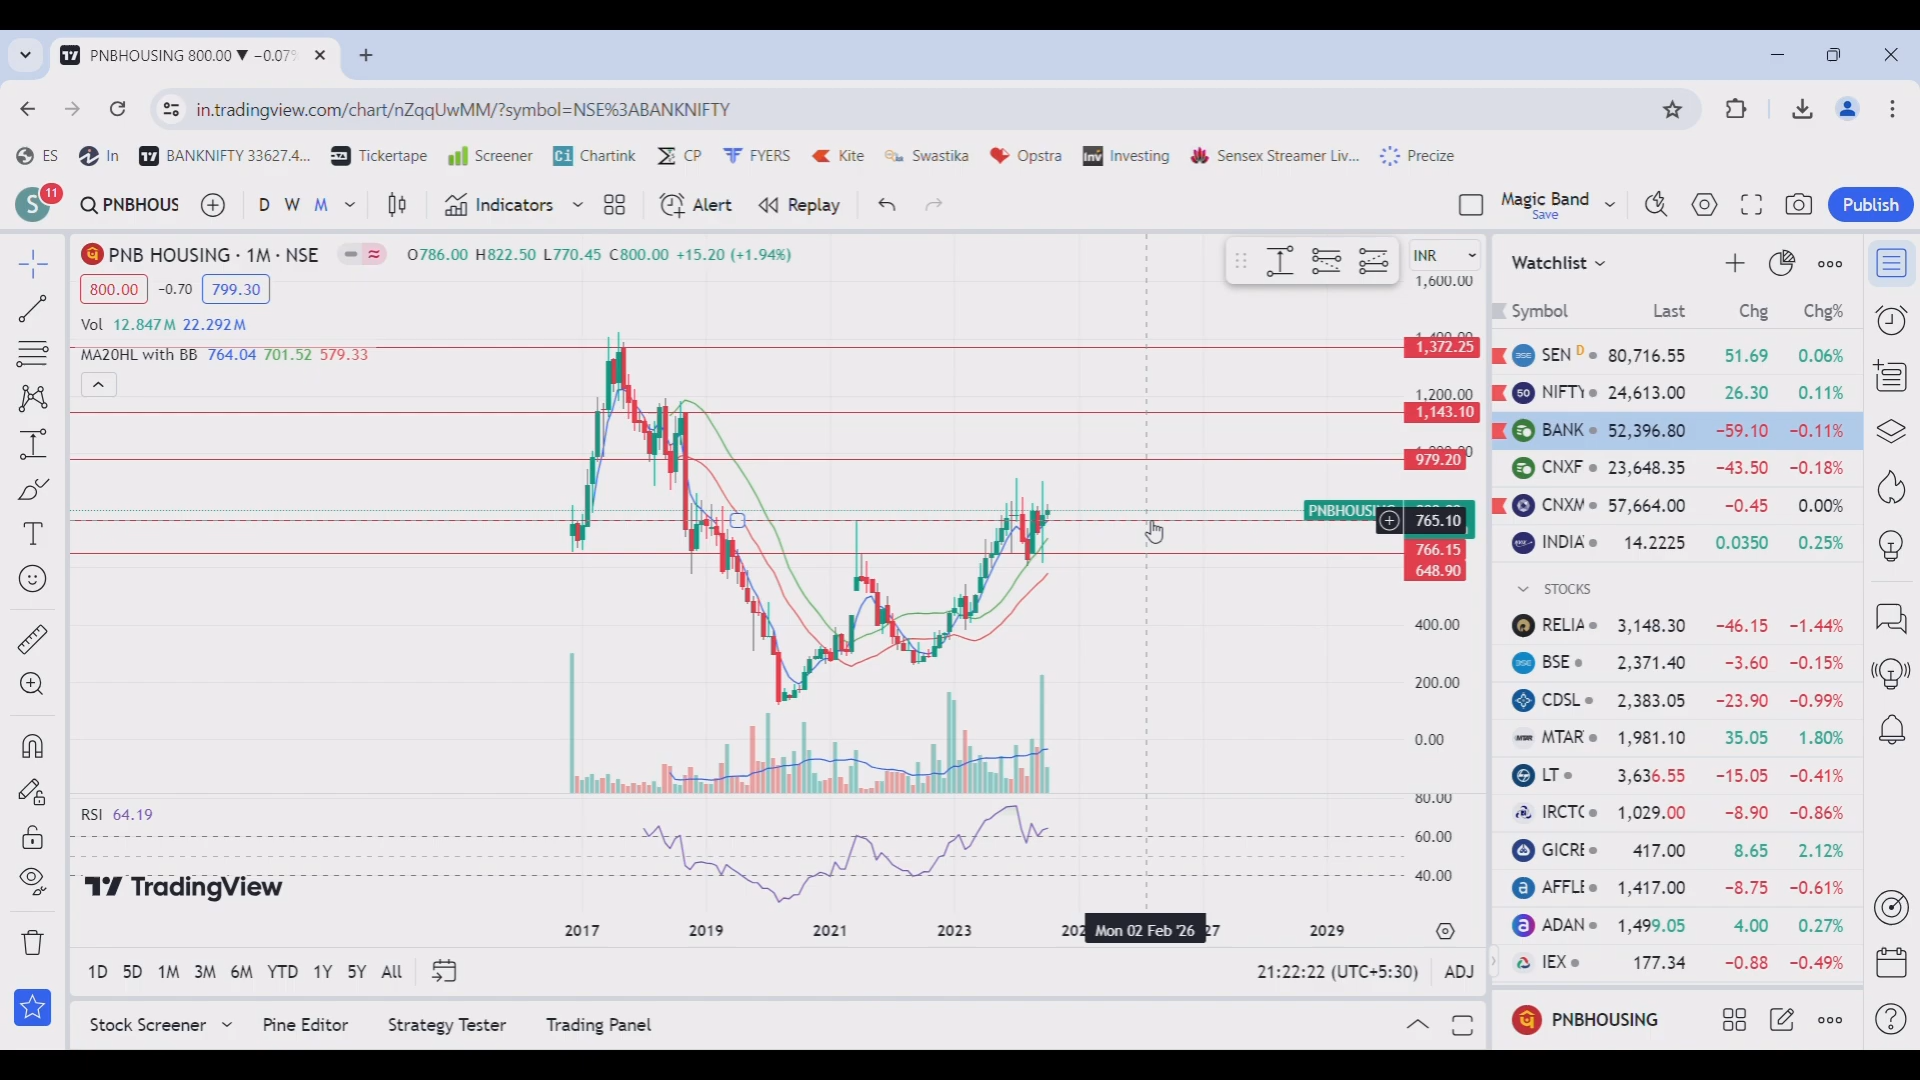 PNBHOUSING 800.00 ▼ −0.07%
in.tradingview.com/chart/nZqqUwMM/?symbol=NSE%3ABANKNIFTY
ES In BANKNIFTY 33627.4... Tickertape Screener Chartink CP FYERS Kite Swastika Opstra Investing Sensex Streamer Liv... Precize
S 11 PNBHOUS D W M Indicators Alert Replay Magic Band Save Publish
PNB HOUSING · 1M · NSE O786.00 H822.50 L770.45 C800.00 +15.20 (+1.94%)
INR
800.00 −0.70 799.30
Vol 12.847M 22.292M
MA20HL with BB 764.04 701.52 579.33
1,600.00
1,400.00
1,372.25
1,200.00
1,143.10
979.20
PNBHOUSING
765.10
766.15
648.90
400.00
200.00
0.00
RSI 64.19
80.00
60.00
40.00
TradingView
2017 2019 2021 2023 Mon 02 Feb '26 27 2029
1D 5D 1M 3M 6M YTD 1Y 5Y All 21:22:22 (UTC+5:30) ADJ
Stock Screener Pine Editor Strategy Tester Trading Panel
Watchlist
Symbol Last Chg Chg%
SEN D 80,716.55 51.69 0.06%
50 NIFTY 24,613.00 26.30 0.11%
BANK 52,396.80 −59.10 −0.11%
CNXF 23,648.35 −43.50 −0.18%
CNXM 57,664.00 −0.45 0.00%
INDIA 14.2225 0.0350 0.25%
STOCKS
RELIA 3,148.30 −46.15 −1.44%
BSE 2,371.40 −3.60 −0.15%
CDSL 2,383.05 −23.90 −0.99%
MTAR 1,981.10 35.05 1.80%
LT 3,636.55 −15.05 −0.41%
IRCTC 1,029.00 −8.90 −0.86%
GICRE 417.00 8.65 2.12%
AFFLE 1,417.00 −8.75 −0.61%
ADAN 1,499.05 4.00 0.27%
IEX 177.34 −0.88 −0.49%
PNBHOUSING